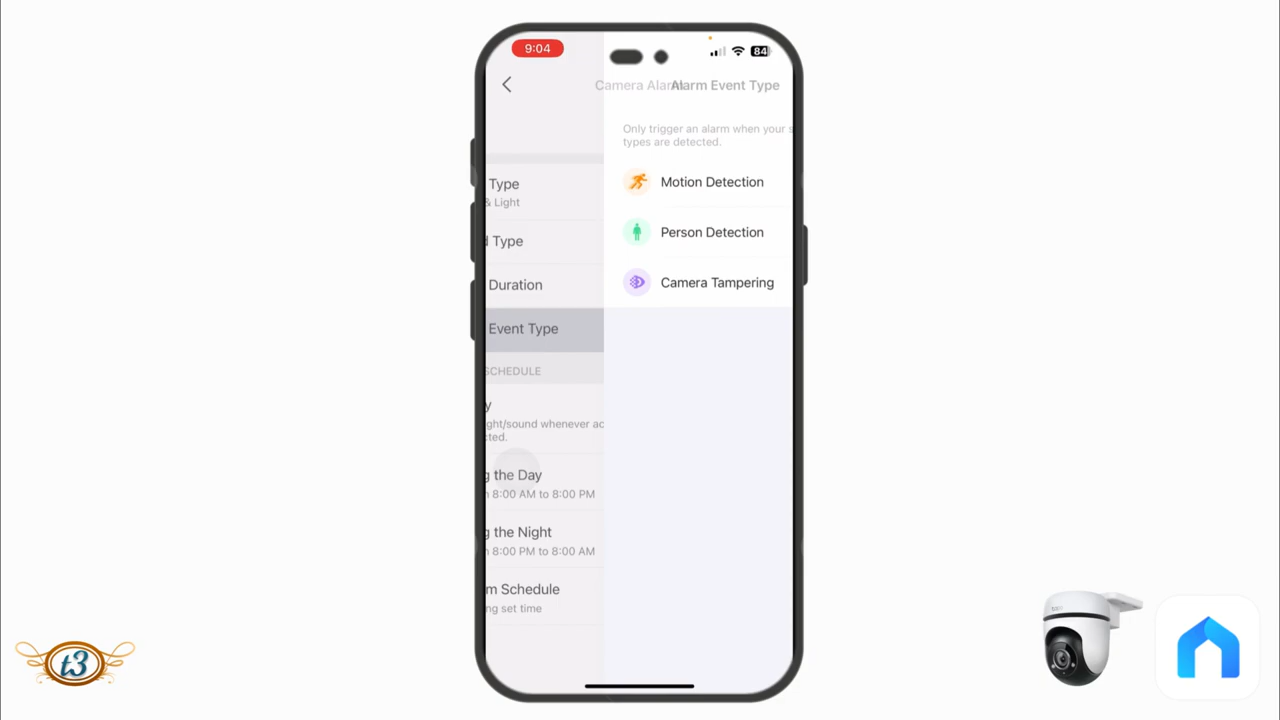 9:04
84
Camera Alarm
Alarm Event Type
Only trigger an alarm when your s
types are detected.
Motion Detection
Person Detection
Camera Tampering
Type
& Light
Type
Duration
Event Type
SCHEDULE
y
ght/sound whenever ac
cted.
g the Day
8:00 AM to 8:00 PM
g the Night
8:00 PM to 8:00 AM
m Schedule
ng set time
t3
tapo